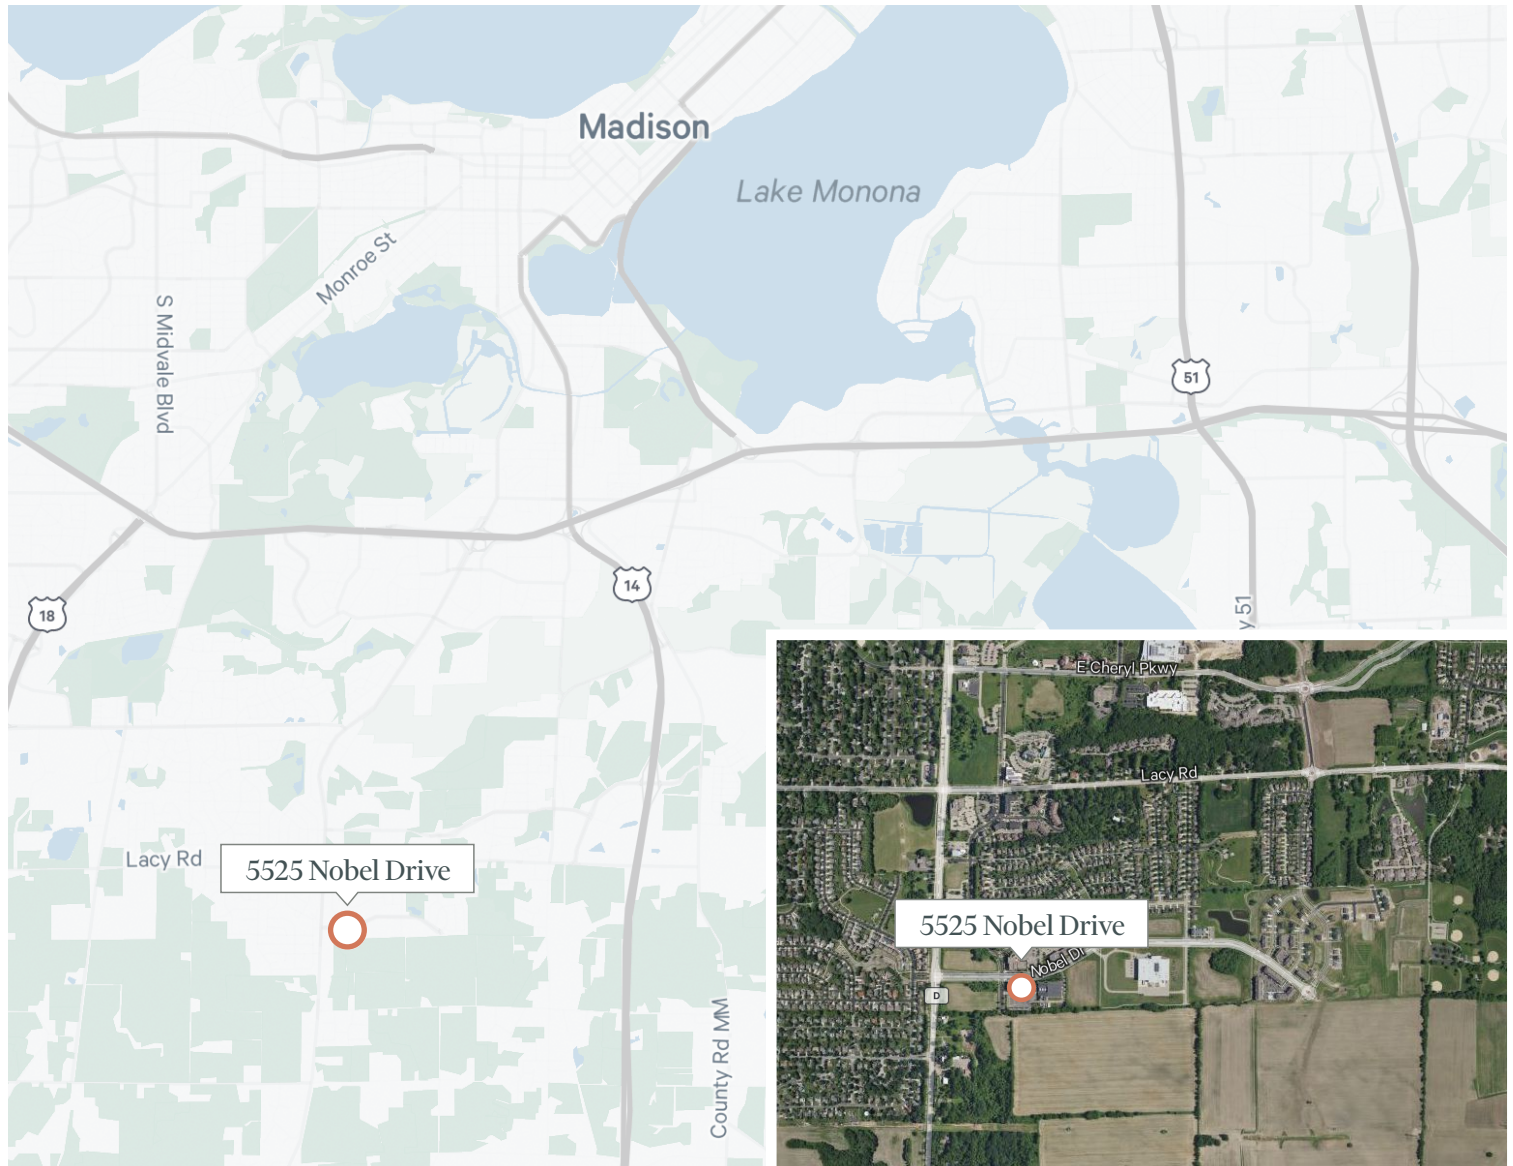 Madison
Lake Monona
Monroe St
S Midvale Blvd
51
14
18
y 51
E Cheryl Pkwy
Lacy Rd
Lacy Rd
5525 Nobel Drive
5525 Nobel Drive
Nobel Dr
D
County Rd MM